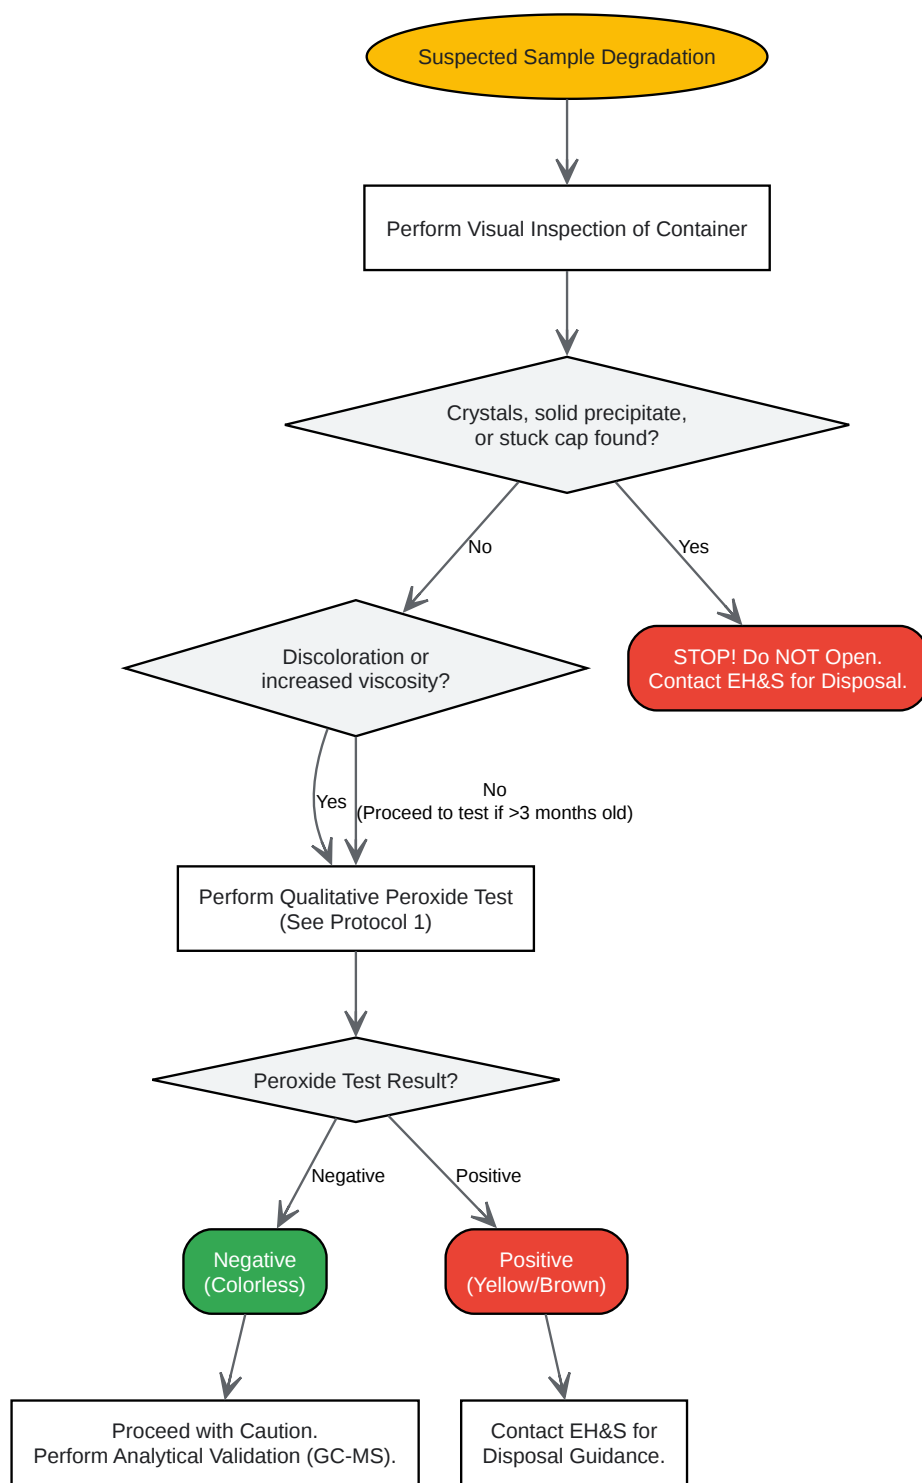 Suspected Sample Degradation
Perform Visual Inspection of Container
Crystals, solid precipitate,
or stuck cap found?
No
Yes
Discoloration or
increased viscosity?
STOP! Do NOT Open.
Contact EH&S for Disposal.
Yes
No
(Proceed to test if >3 months old)
Perform Qualitative Peroxide Test
(See Protocol 1)
Peroxide Test Result?
Negative
Positive
Negative
(Colorless)
Positive
(Yellow/Brown)
Proceed with Caution.
Perform Analytical Validation (GC-MS).
Contact EH&S for
Disposal Guidance.